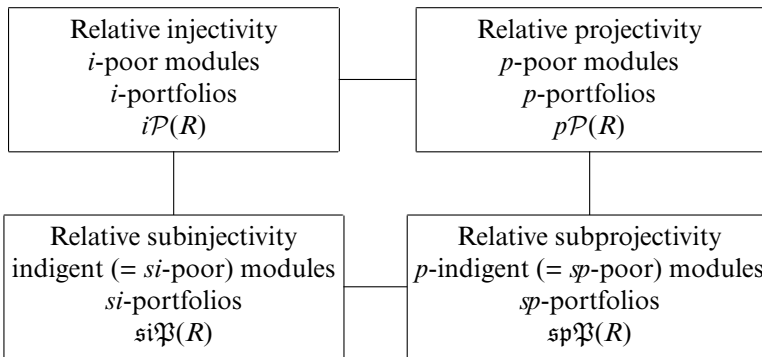 Relative injectivity
i-poor modules
i-portfolios
i𝒫(R)
Relative projectivity
p-poor modules
p-portfolios
p𝒫(R)
Relative subinjectivity
indigent (= si-poor) modules
si-portfolios
𝔰𝔦𝔓(R)
Relative subprojectivity
p-indigent (= sp-poor) modules
sp-portfolios
𝔰𝔭𝔓(R)